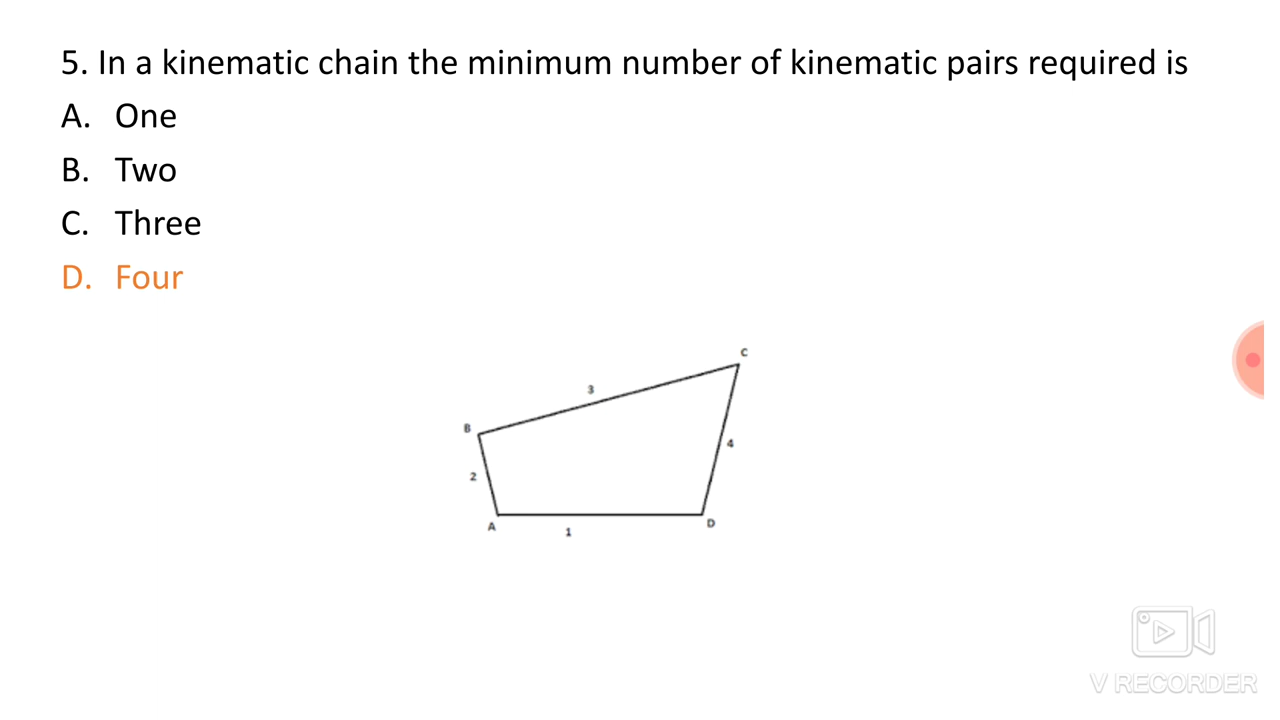 5. In a kinematic chain the minimum number of kinematic pairs required is
A. One
B. Two
C. Three
D. Four
C
3
B
4
2
A
D
1
V RECORDER